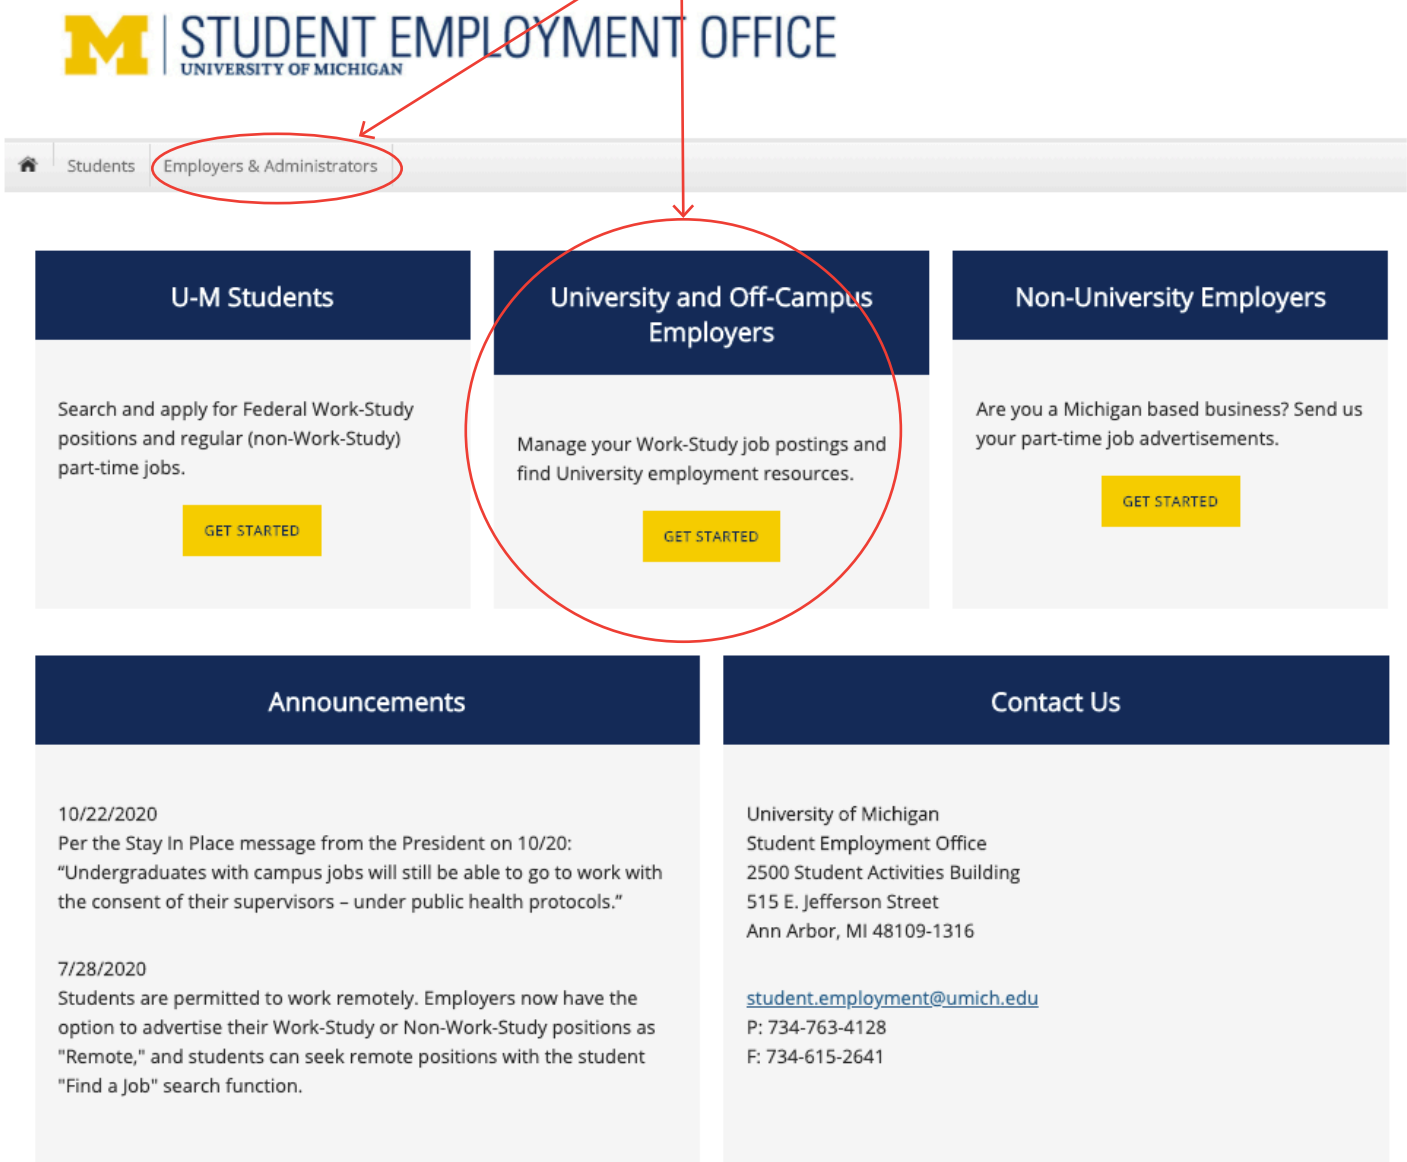 M STUDENT EMPLOYMENT OFFICE
UNIVERSITY OF MICHIGAN
Students Employers & Administrators
U-M Students
Search and apply for Federal Work-Study
positions and regular (non-Work-Study)
part-time jobs.
GET STARTED
University and Off-Campus
Employers
Manage your Work-Study job postings and
find University employment resources.
GET STARTED
Non-University Employers
Are you a Michigan based business? Send us
your part-time job advertisements.
GET STARTED
Announcements
10/22/2020
Per the Stay In Place message from the President on 10/20:
“Undergraduates with campus jobs will still be able to go to work with
the consent of their supervisors – under public health protocols.”
7/28/2020
Students are permitted to work remotely. Employers now have the
option to advertise their Work-Study or Non-Work-Study positions as
"Remote," and students can seek remote positions with the student
"Find a Job" search function.
Contact Us
University of Michigan
Student Employment Office
2500 Student Activities Building
515 E. Jefferson Street
Ann Arbor, MI 48109-1316
student.employment@umich.edu
P: 734-763-4128
F: 734-615-2641